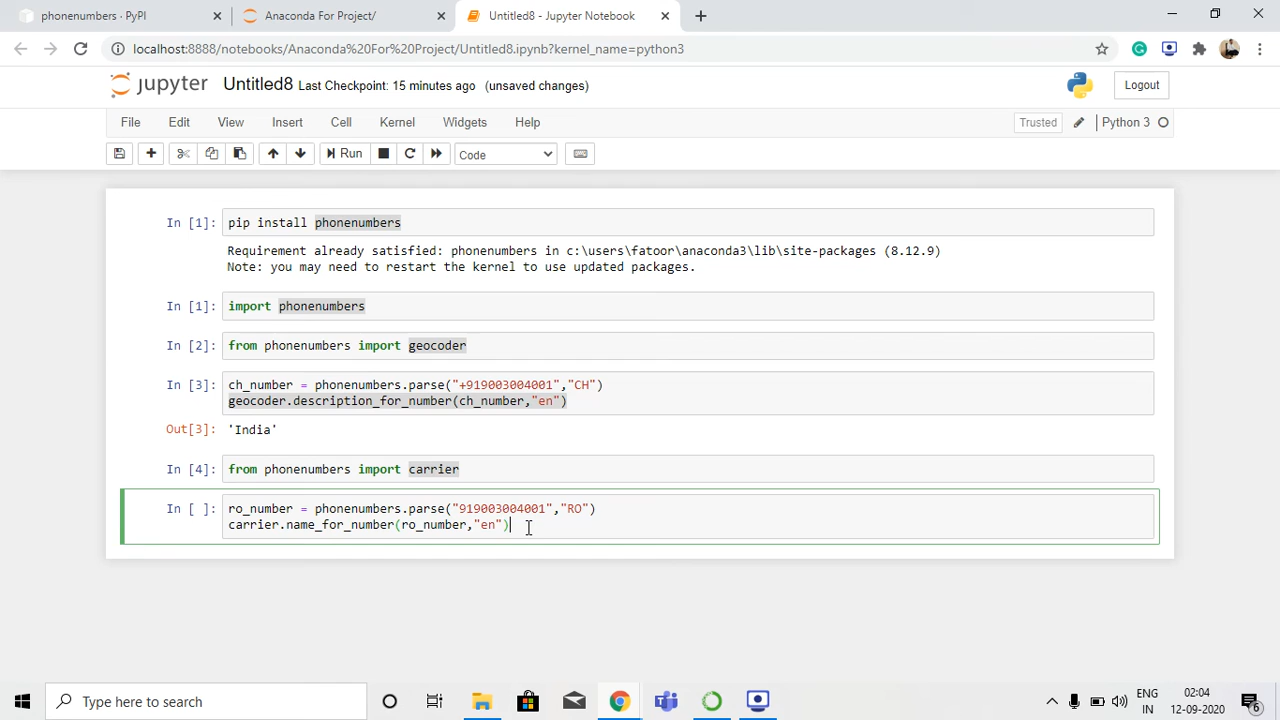 phonenumbers · PyPI
Anaconda For Project/
Untitled8 - Jupyter Notebook
localhost:8888/notebooks/Anaconda%20For%20Project/Untitled8.ipynb?kernel_name=python3
jupyter Untitled8 Last Checkpoint: 15 minutes ago (unsaved changes)
Logout
File Edit View Insert Cell Kernel Widgets Help
Trusted Python 3
Run Code
In [1]: pip install phonenumbers
Requirement already satisfied: phonenumbers in c:\users\fatoor\anaconda3\lib\site-packages (8.12.9)
Note: you may need to restart the kernel to use updated packages.
In [1]: import phonenumbers
In [2]: from phonenumbers import geocoder
In [3]: ch_number = phonenumbers.parse("+919003004001","CH")
geocoder.description_for_number(ch_number,"en")
Out[3]: 'India'
In [4]: from phonenumbers import carrier
In [ ]: ro_number = phonenumbers.parse("919003004001","RO")
carrier.name_for_number(ro_number,"en")
Type here to search
ENG
IN
02:04
12-09-2020
6